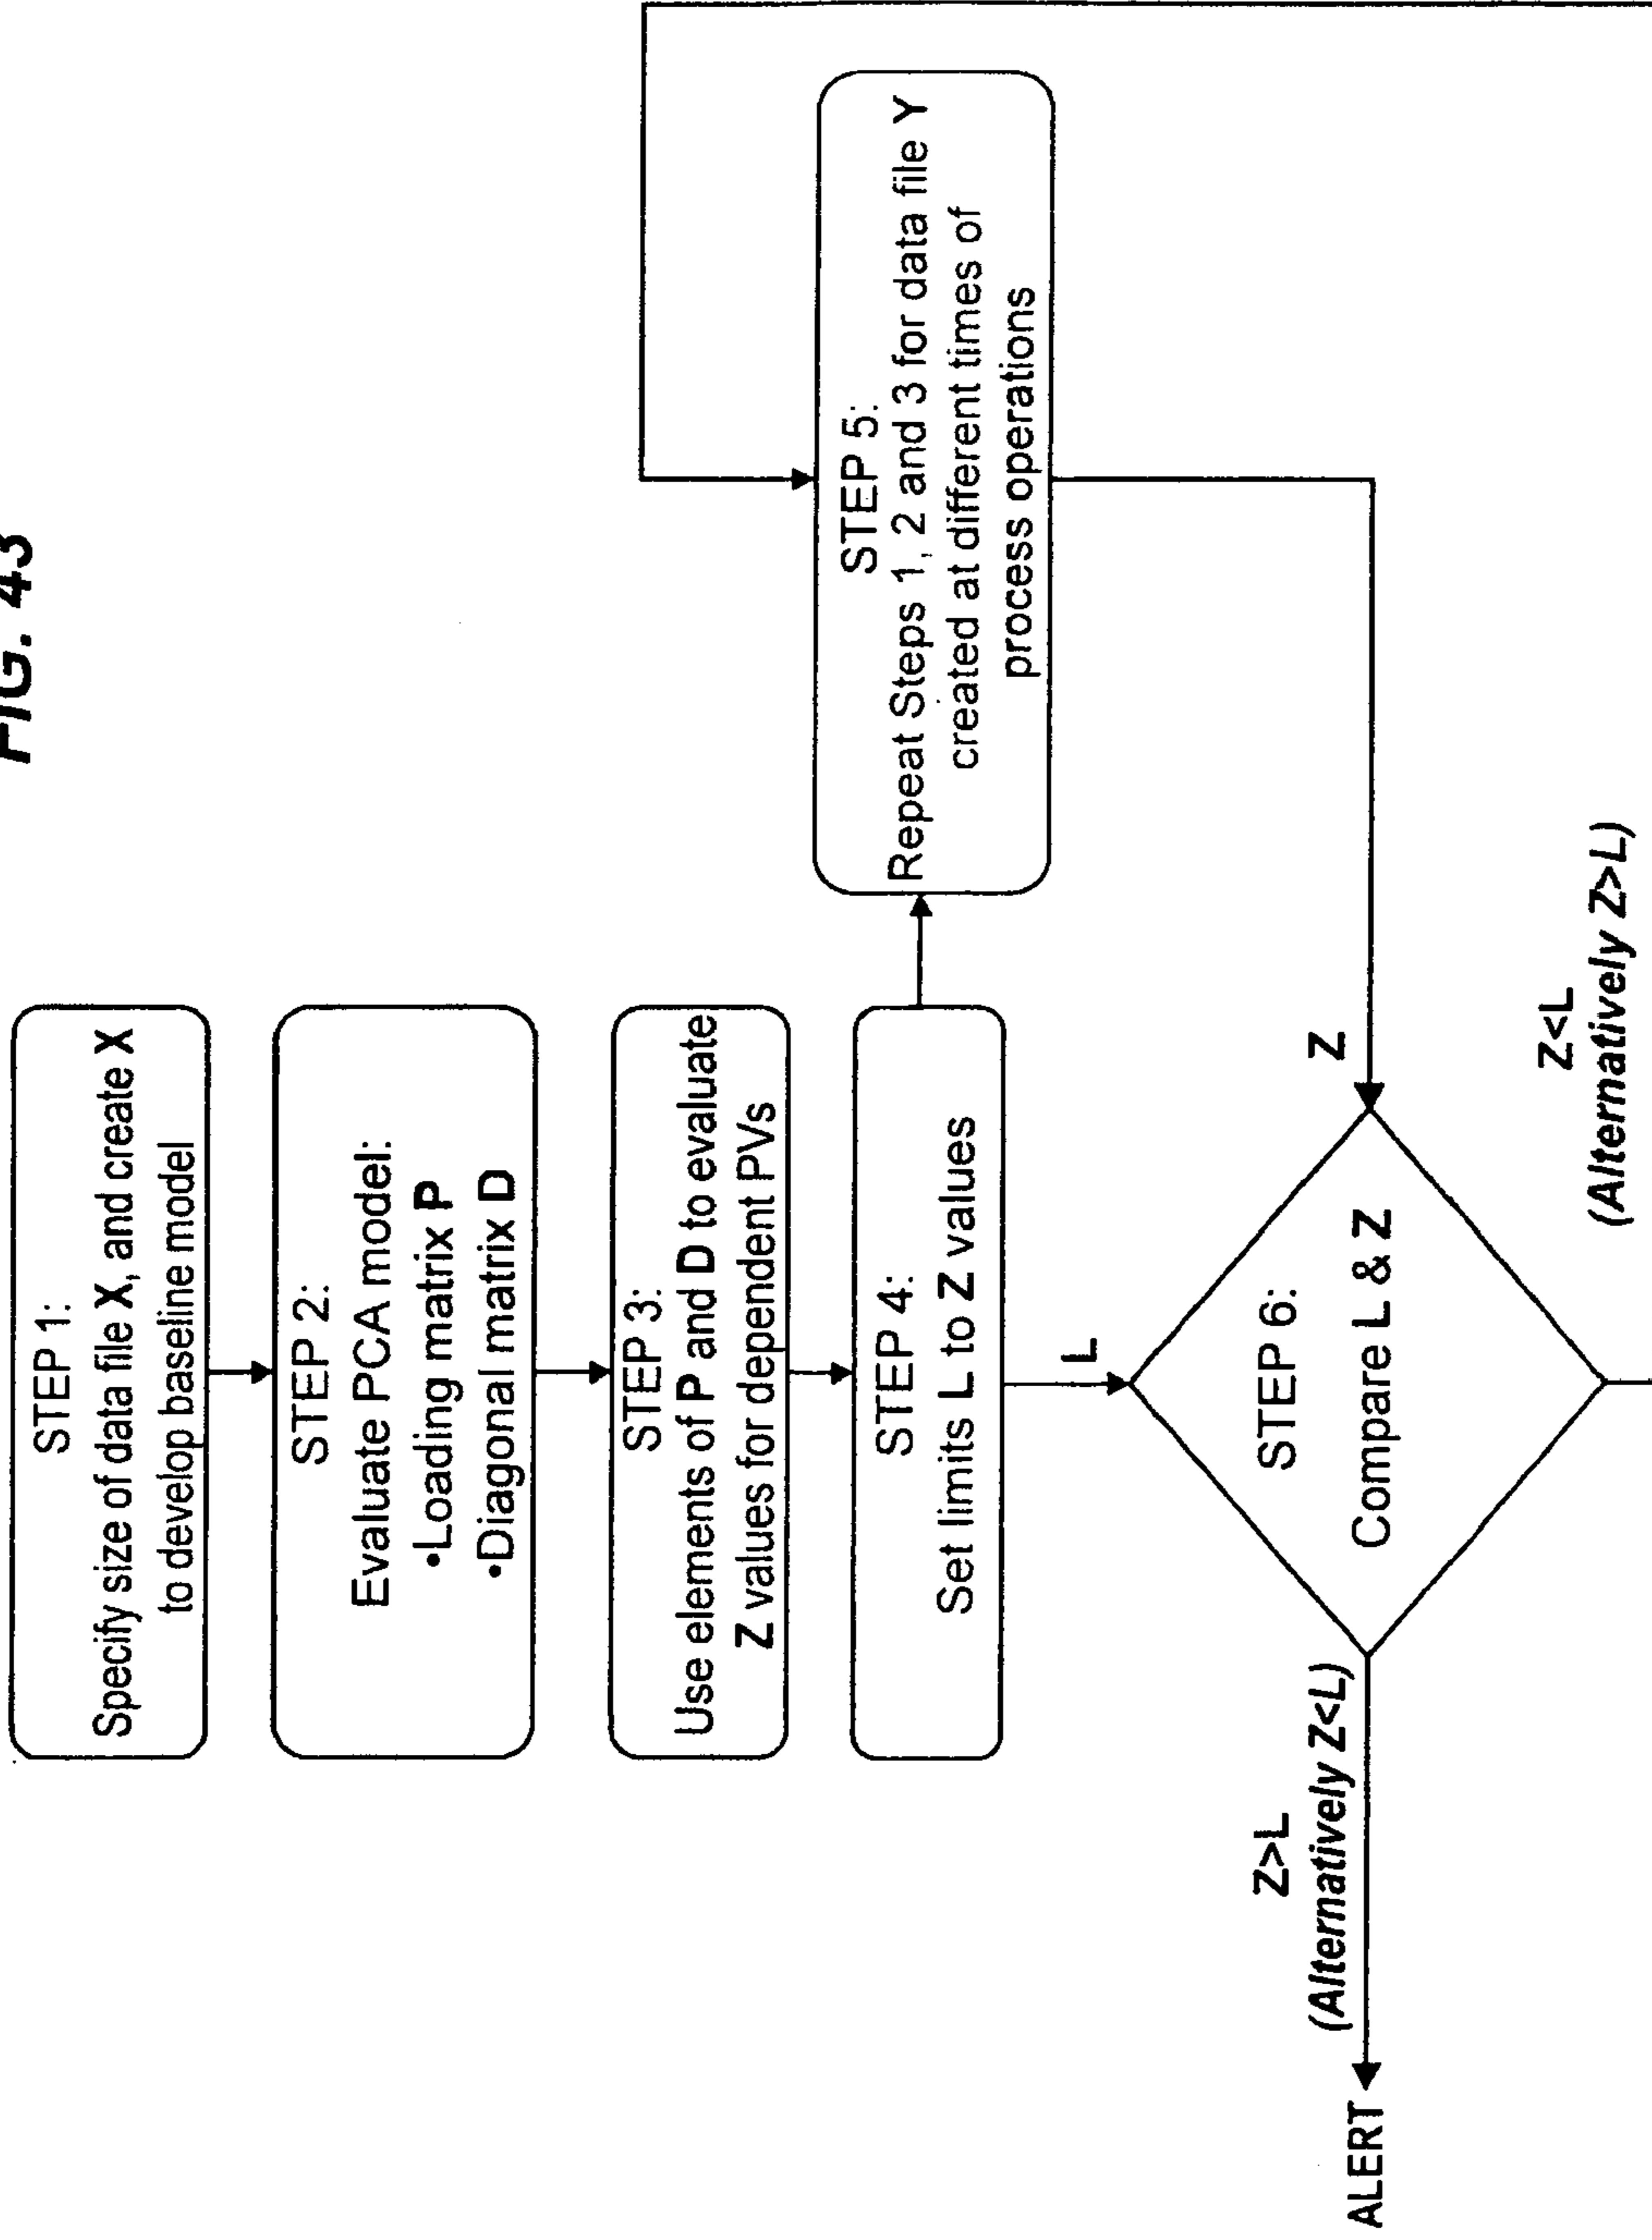 FIG. 43
STEP 1:
Specify size of data file X, and create X
to develop baseline model
STEP 2:
Evaluate PCA model:
•Loading matrix P
•Diagonal matrix D
STEP 3:
Use elements of P and D to evaluate
Z values for dependent PVs
STEP 4:
Set limits L to Z values
STEP 5:
Repeat Steps 1, 2 and 3 for data file Y
created at different times of
process operations
L
Z
STEP 6:
Compare L & Z
Z>L
(Alternatively Z<L)
ALERT
Z<L
(Alternatively Z>L)